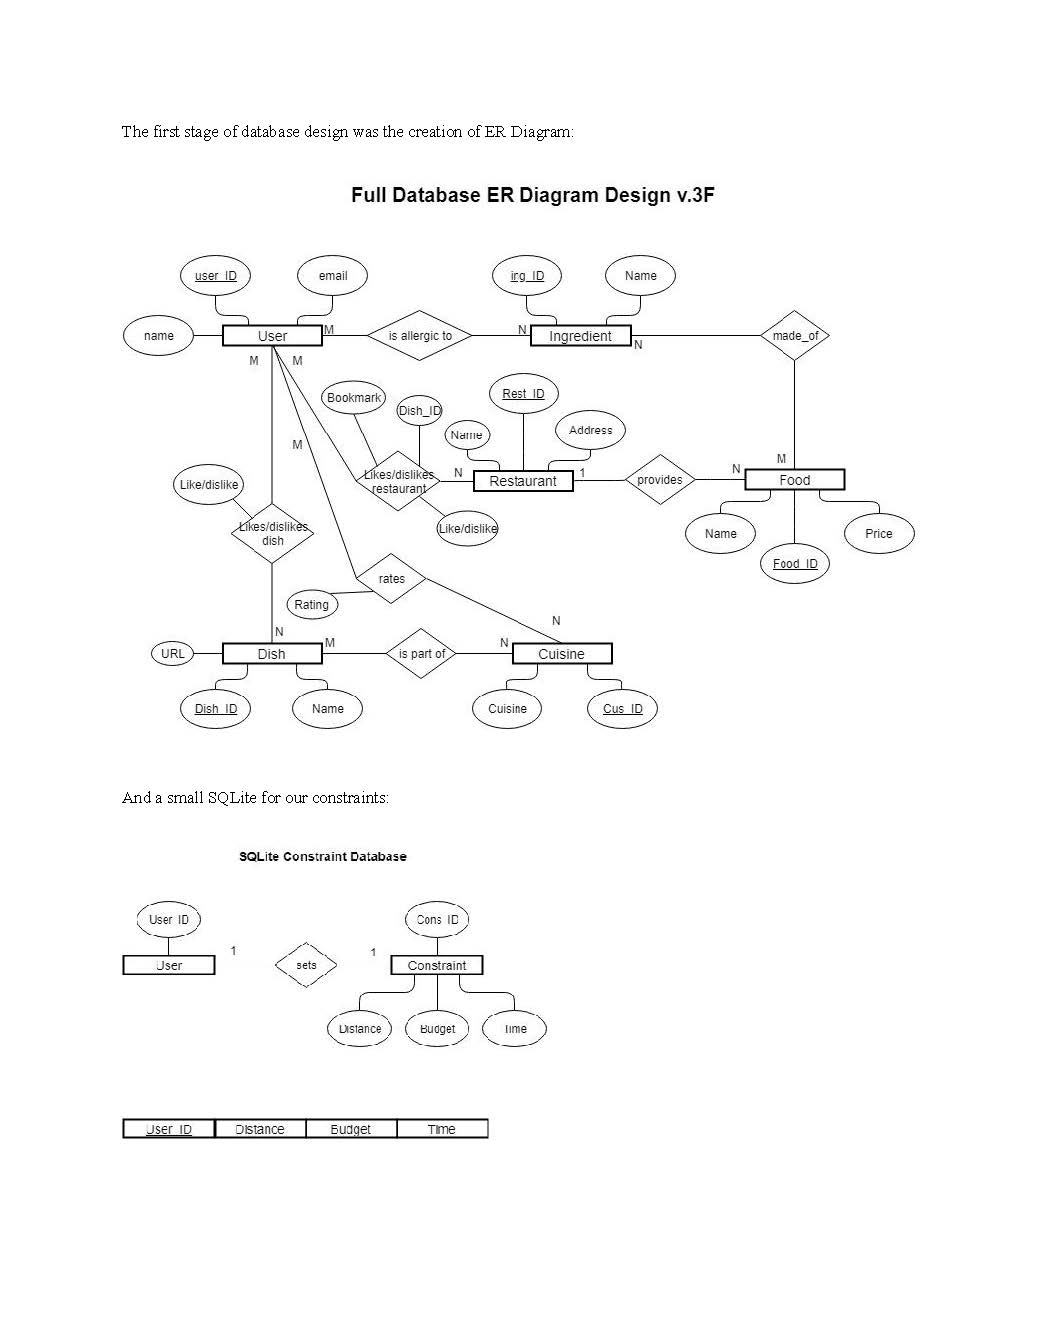 The first stage of database design was the creation of ER Diagram:
Full Database ER Diagram Design v.3F
user_ID
email
ing_ID
Name
name
User
M
is allergic to
N
Ingredient
N
made_of
M
M
Bookmark
Dish_ID
Rest_ID
Name
Address
M
Like/dislike
Likes/dislikes
restaurant
N
Restaurant
1
provides
N
M
Food
Likes/dislikes
dish
Like/dislike
Name
Food_ID
Price
rates
Rating
N
N
URL
Dish
M
is part of
N
Cuisine
Dish_ID
Name
Cuisine
Cus_ID
And a small SQLite for our constraints:
SQLite Constraint Database
User_ID
Cons_ID
User
1
sets
1
Constraint
Distance
Budget
Time
User_ID Distance Budget Time